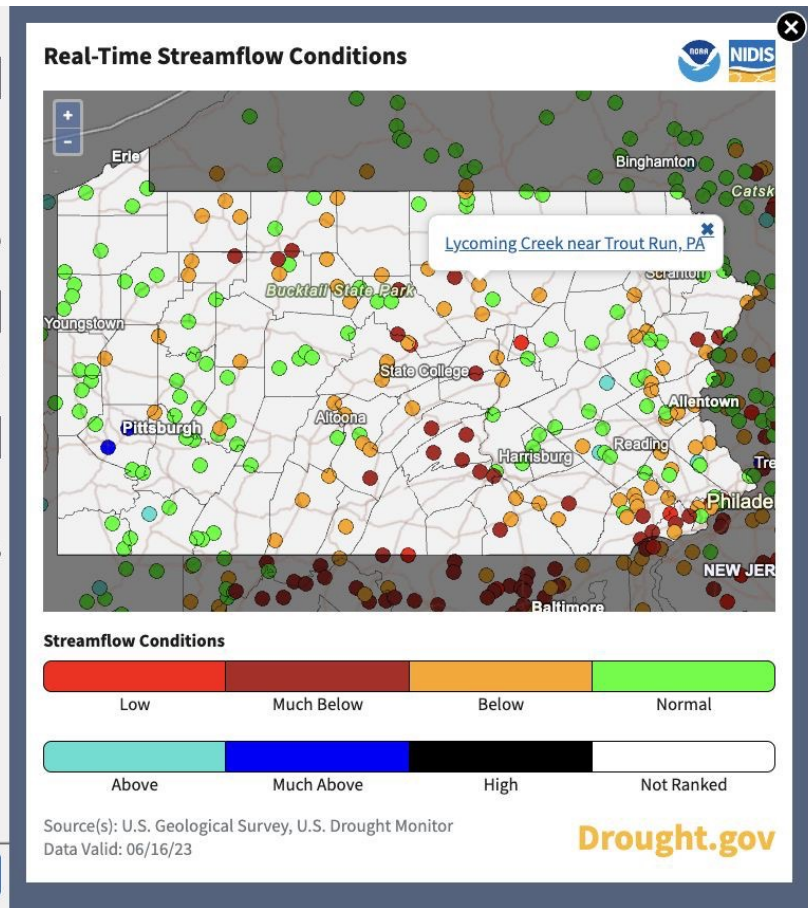 Real-Time Streamflow Conditions
NOAA
NIDIS
+
−
Erie
Binghamton
Catsk
Lycoming Creek near Trout Run, PA
Scranton
Bucktail State Park
Youngstown
State College
Allentown
Altoona
Pittsburgh
Harrisburg
Reading
Tre
Philadel
NEW JER
Baltimore
Streamflow Conditions
Low
Much Below
Below
Normal
Above
Much Above
High
Not Ranked
Source(s): U.S. Geological Survey, U.S. Drought Monitor
Data Valid: 06/16/23
Drought.gov